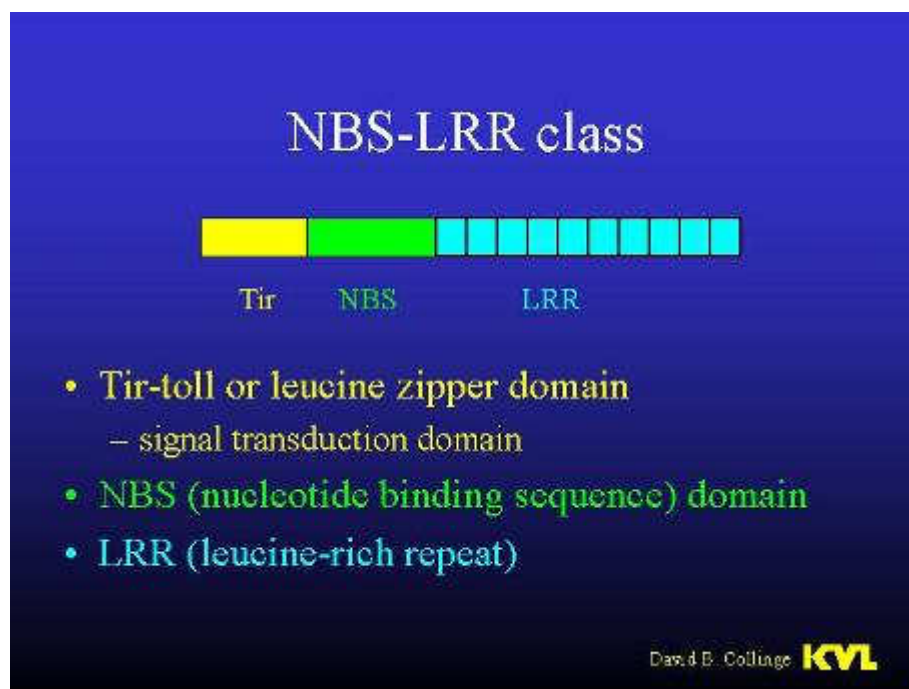 NBS-LRR class
Tir NBS LRR
• Tir-toll or leucine zipper domain
– signal transduction domain
• NBS (nucleotide binding sequence) domain
• LRR (leucine-rich repeat)
David B. Collinge KVL